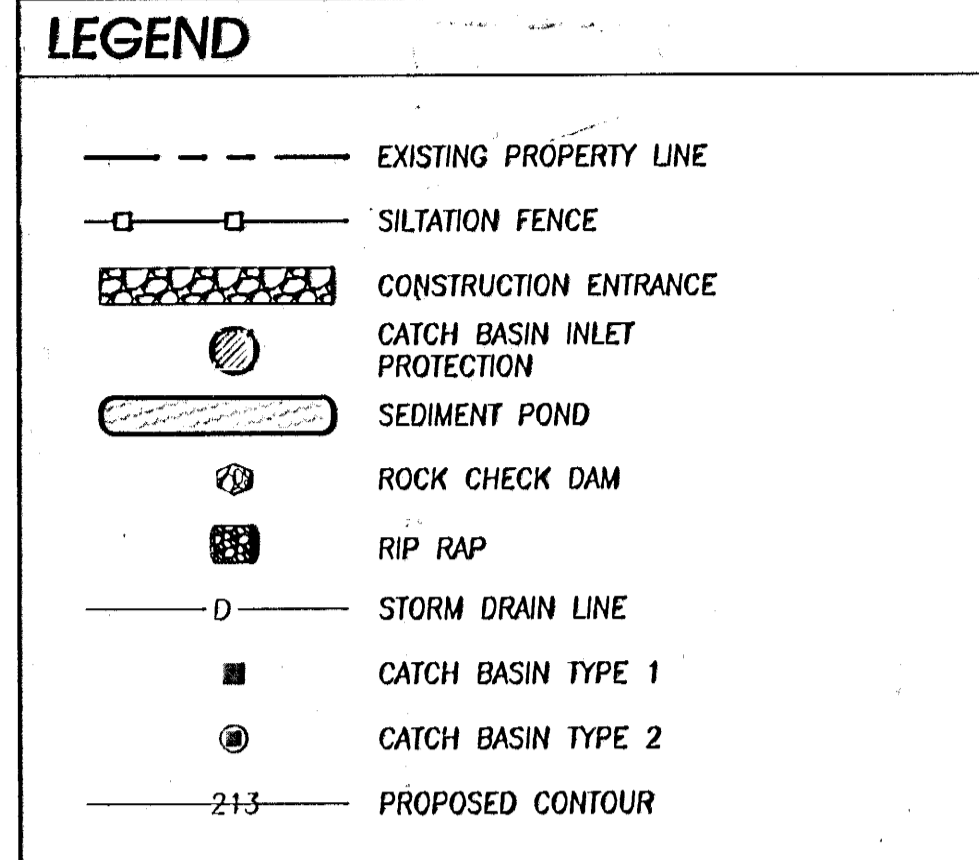 LEGEND
EXISTING PROPERTY LINE
SILTATION FENCE
CONSTRUCTION ENTRANCE
CATCH BASIN INLET
PROTECTION
SEDIMENT POND
ROCK CHECK DAM
RIP RAP
D STORM DRAIN LINE
CATCH BASIN TYPE 1
CATCH BASIN TYPE 2
213 PROPOSED CONTOUR